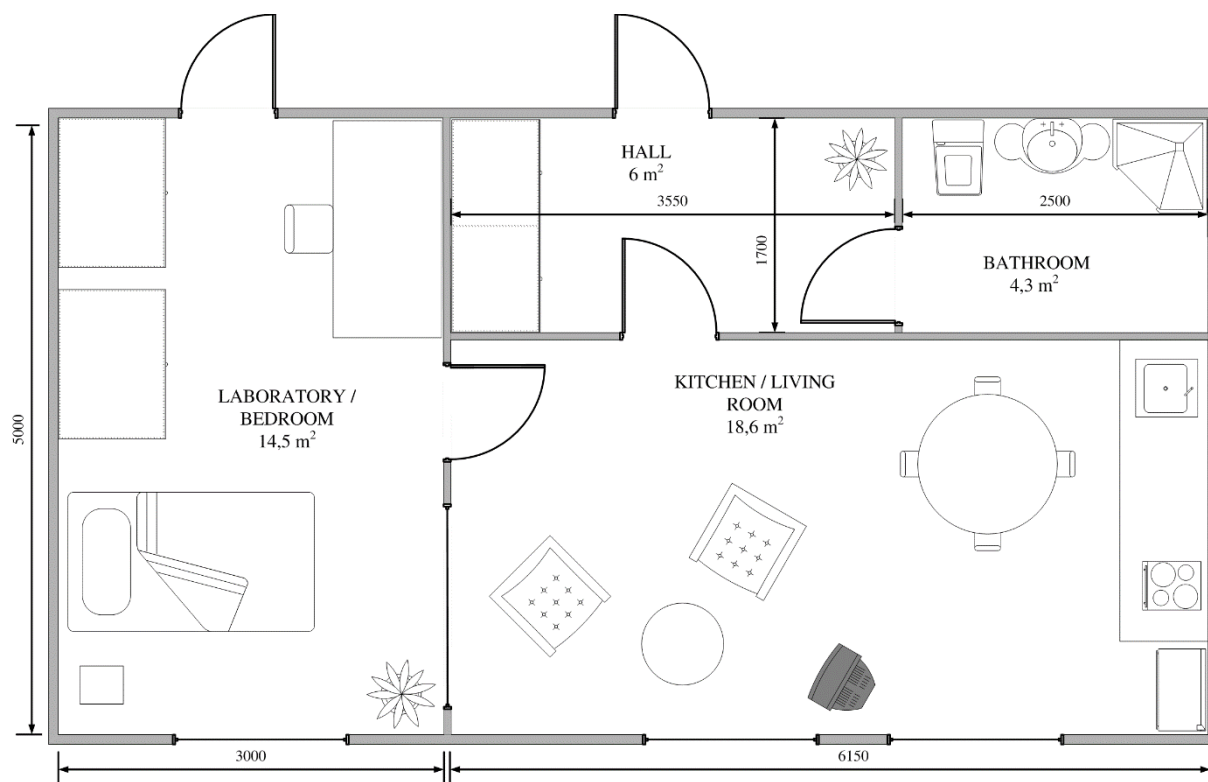 HALL
6 m²
3550
1700
2500
BATHROOM
4,3 m²
LABORATORY /
BEDROOM
14,5 m²
KITCHEN / LIVING
ROOM
18,6 m²
5000
3000
6150